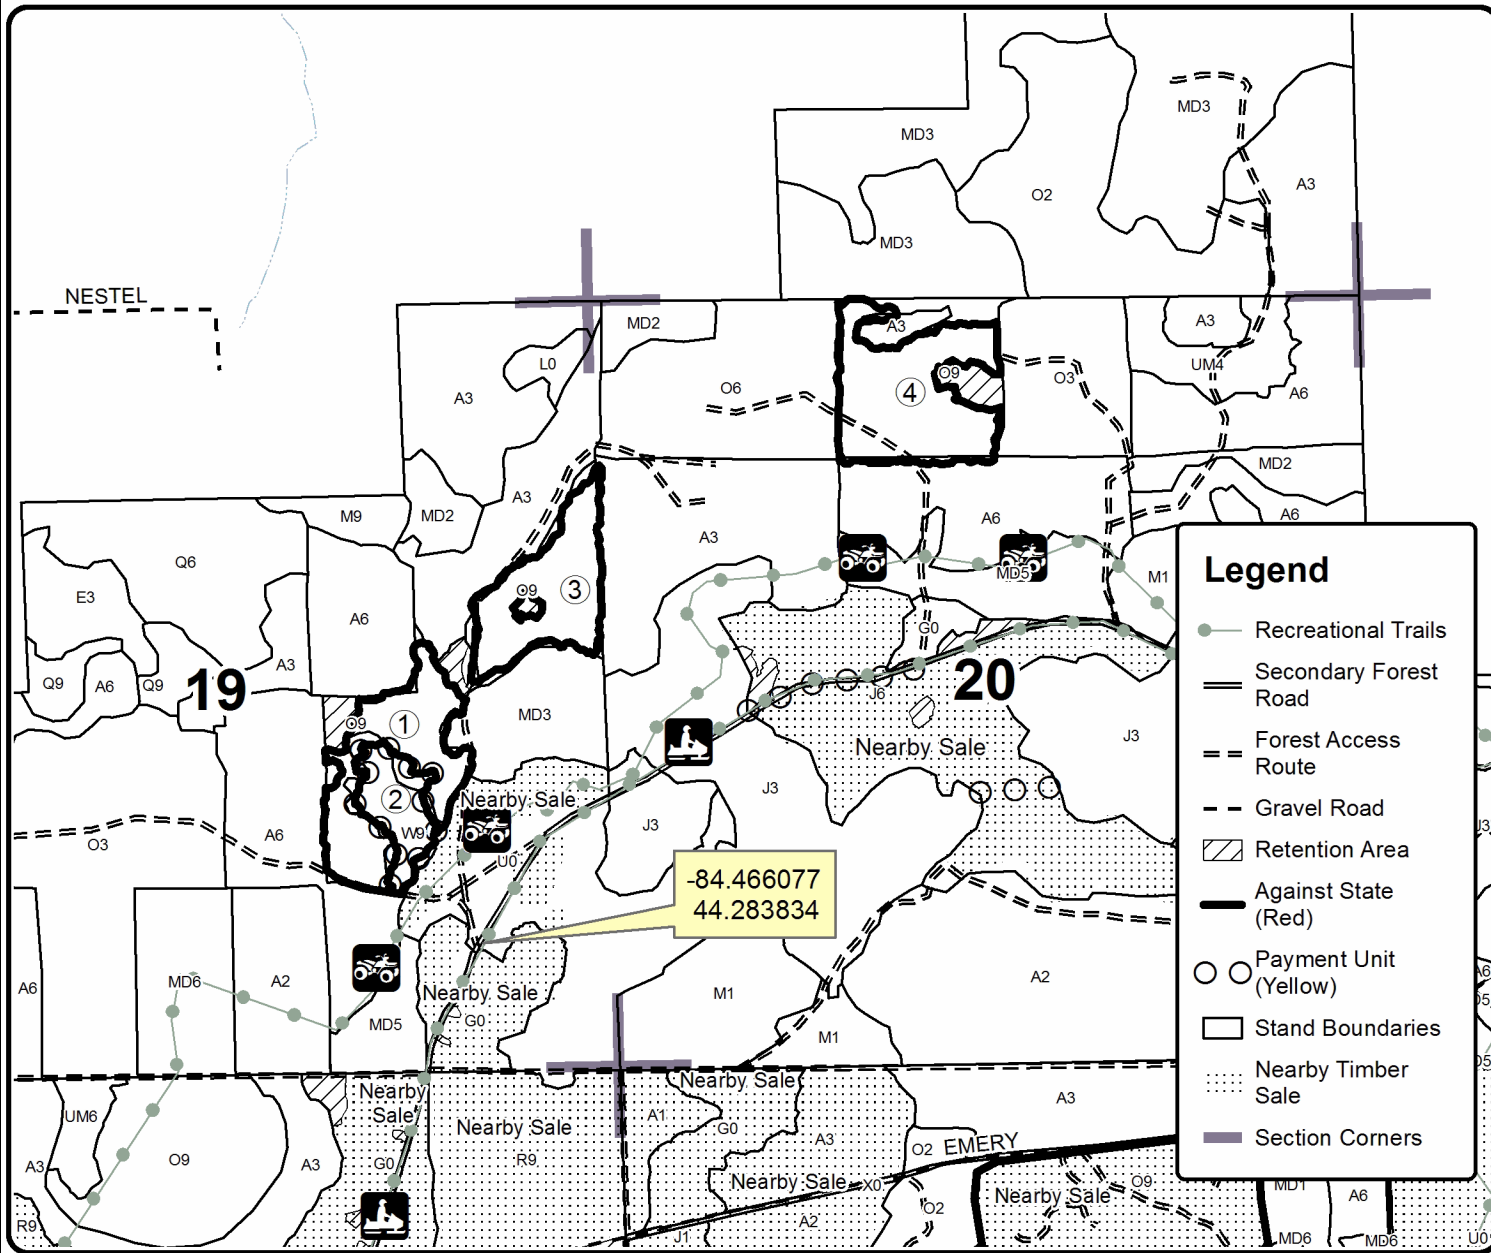 MD3
MD3
A3
O2
MD3
NESTEL
MD2
A3
A3
L0
UM4
O9
O6
O3
A3
4
A6
MD2
A3
M9
MD2
A6
A6
A3
Q6
MD5
M1
E3
O9
3
A6
G0
A3
Q9
A6
Q9
19
20
J6
MD3
O9
1
J3
Nearby Sale
J3
2
Nearby Sale
W9
J3
O3
A6
U0
-84.466077
44.283834
A6
MD6
A2
A2
Nearby Sale
M1
MD5
G0
M1
Nearby Sale
Nearby
Sale
UM6
A3
A1
Nearby Sale
G0
A3
EMERY
O2
A3
O9
A3
G0
R9
Nearby Sale
X0
O9
Nearby Sale
MD1
A6
O2
R9
A2
J1
MD6
MD6
U0
Legend
Recreational Trails
Secondary Forest
Road
Forest Access
Route
Gravel Road
Retention Area
Against State
(Red)
Payment Unit
(Yellow)
Stand Boundaries
Nearby Timber
Sale
Section Corners